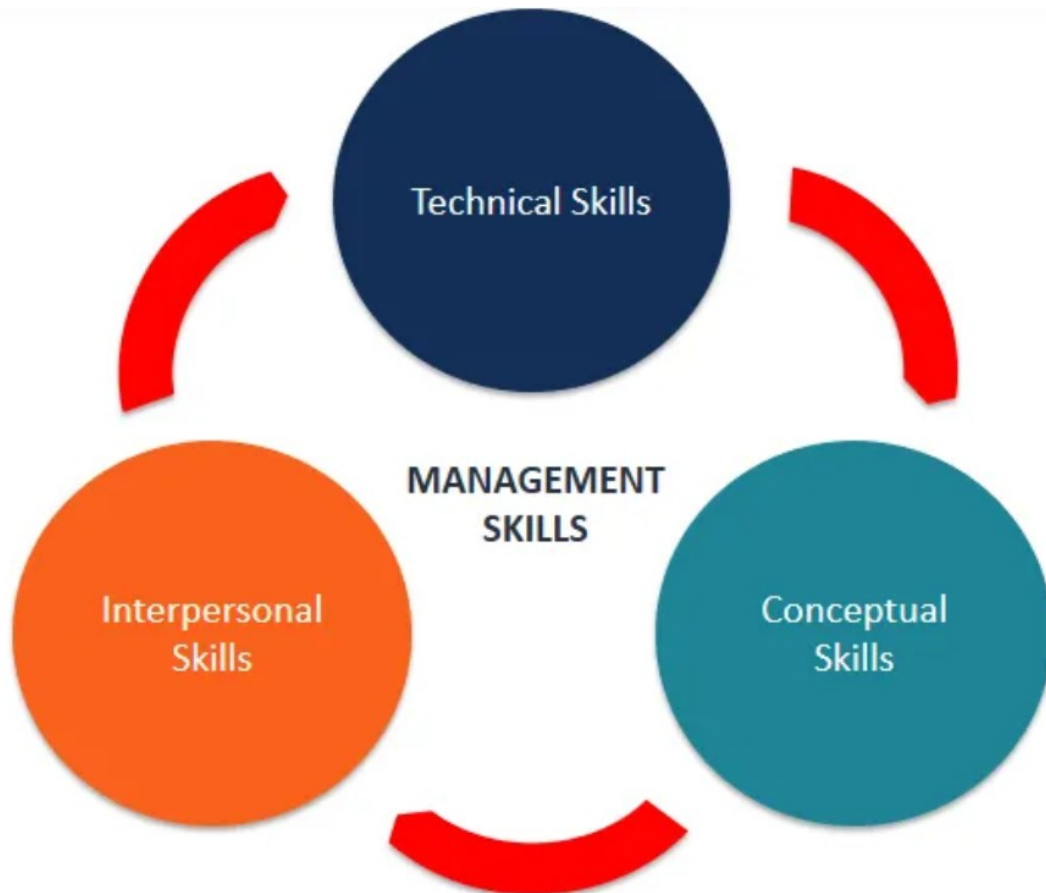 Technical Skills
MANAGEMENT
SKILLS
Interpersonal
Skills
Conceptual
Skills